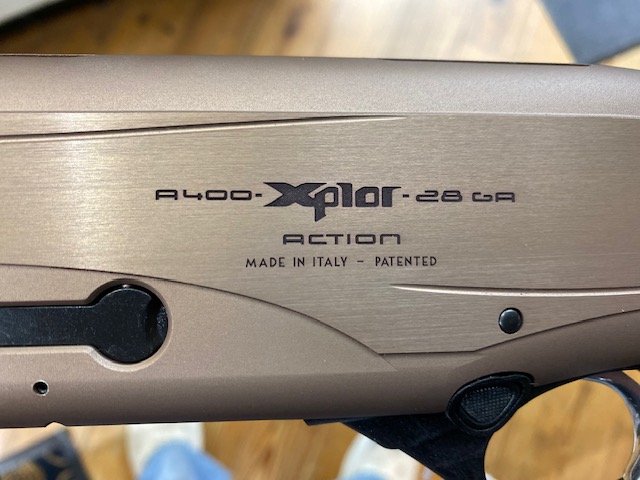 A400-Xplor-28 GA
ACTION
MADE IN ITALY - PATENTED